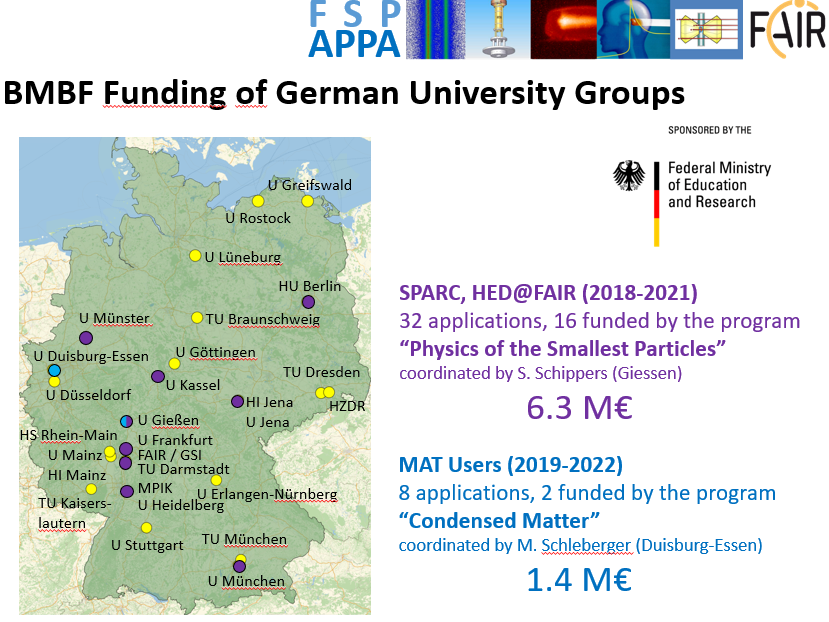 F S P
APPA
FAIR
BMBF Funding of German University Groups
SPONSORED BY THE
Federal Ministry
of Education
and Research
U Greifswald
U Rostock
U Lüneburg
HU Berlin
U Münster
TU Braunschweig
U Duisburg-Essen
U Göttingen
TU Dresden
U Kassel
U Düsseldorf
HZDR
HI Jena
U Jena
U Gießen
HS Rhein-Main
U Frankfurt
U Mainz
FAIR / GSI
TU Darmstadt
HI Mainz
MPIK
U Erlangen-Nürnberg
TU Kaisers-
lautern
U Heidelberg
U Stuttgart
TU München
U München
SPARC, HED@FAIR (2018-2021)
32 applications, 16 funded by the program
“Physics of the Smallest Particles”
coordinated by S. Schippers (Giessen)
6.3 M€
MAT Users (2019-2022)
8 applications, 2 funded by the program
“Condensed Matter”
coordinated by M. Schleberger (Duisburg-Essen)
1.4 M€